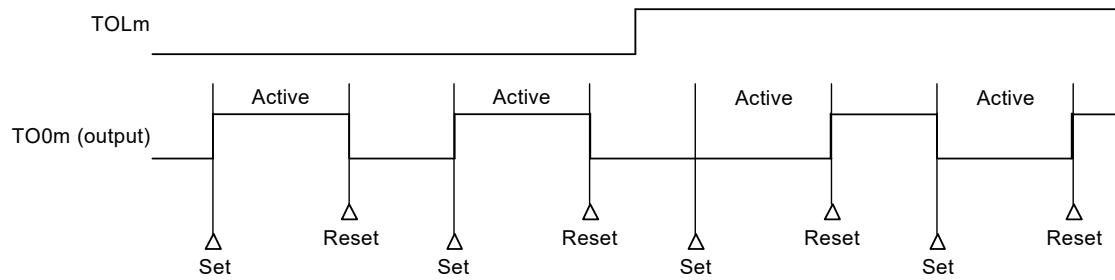 TOLm
Active
Active
Active
Active
TO0m (output)
Reset
Reset
Reset
Reset
Set
Set
Set
Set